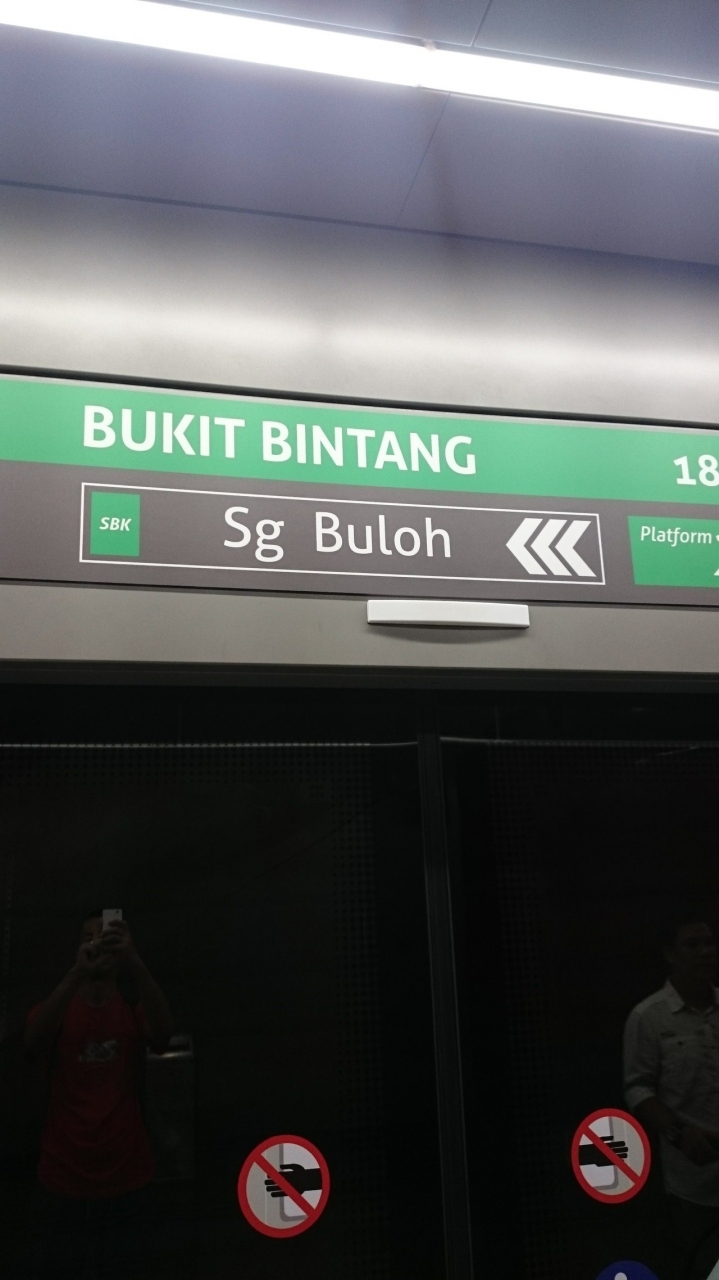 BUKIT BINTANG
18
SBK
Sg Buloh
Platform